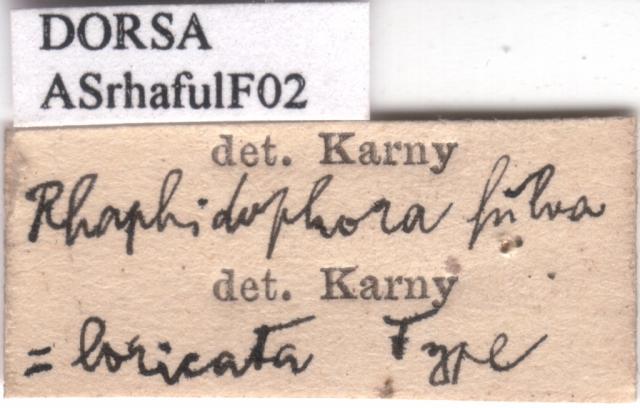 DORSA
ASrhafulF02
det. Karny
Rhaphidophora fulva
det. Karny
= loricata Type